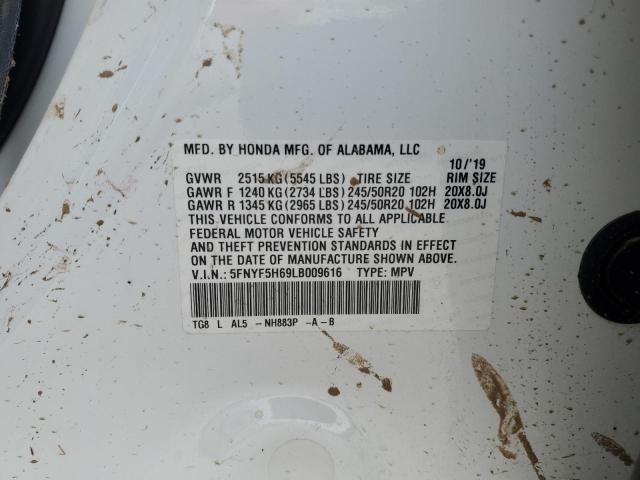 MFD. BY HONDA MFG. OF ALABAMA, LLC 10/'19
GVWR 2515 KG (5545 LBS) TIRE SIZE RIM SIZE
GAWR F 1240 KG (2734 LBS) 245/50R20 102H 20X8.0J
GAWR R 1345 KG (2965 LBS) 245/50R20 102H 20X8.0J
THIS VEHICLE CONFORMS TO ALL APPLICABLE
FEDERAL MOTOR VEHICLE SAFETY
AND THEFT PREVENTION STANDARDS IN EFFECT
ON THE DATE OF MANUFACTURE SHOWN ABOVE.
V.I.N.: 5FNYF5H69LB009616 TYPE: MPV
TG8 L AL5 -NH883P -A-B